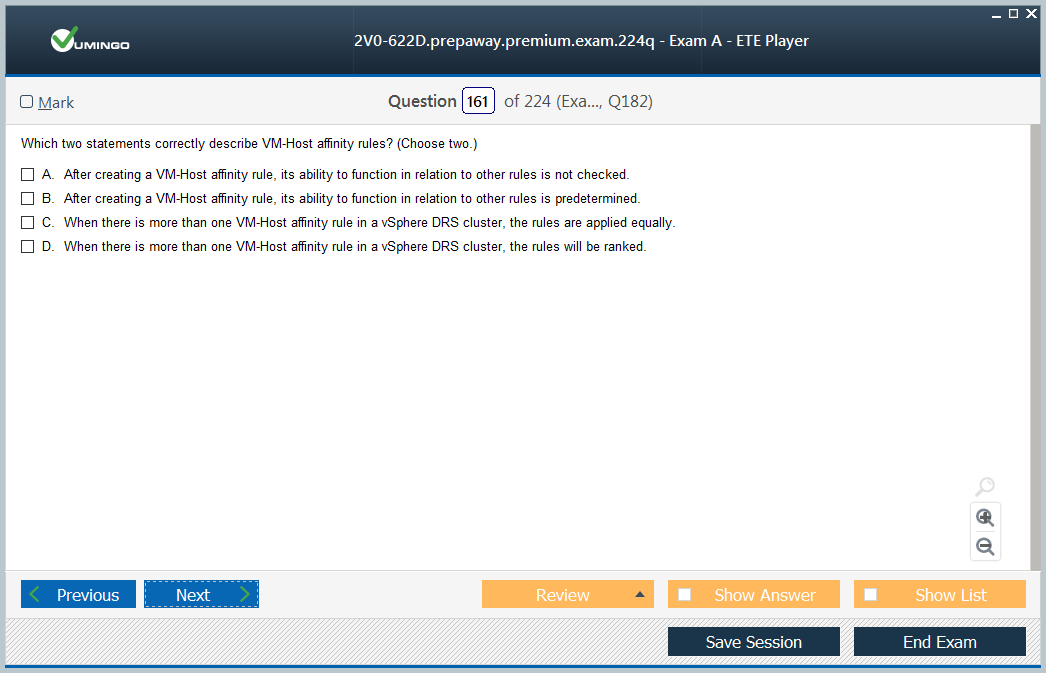 VUMINGO
2V0-622D.prepaway.premium.exam.224q - Exam A - ETE Player
Mark
Question 161 of 224 (Exa..., Q182)
Which two statements correctly describe VM-Host affinity rules? (Choose two.)
A. After creating a VM-Host affinity rule, its ability to function in relation to other rules is not checked.
B. After creating a VM-Host affinity rule, its ability to function in relation to other rules is predetermined.
C. When there is more than one VM-Host affinity rule in a vSphere DRS cluster, the rules are applied equally.
D. When there is more than one VM-Host affinity rule in a vSphere DRS cluster, the rules will be ranked.
Previous Next Review Show Answer Show List
Save Session End Exam